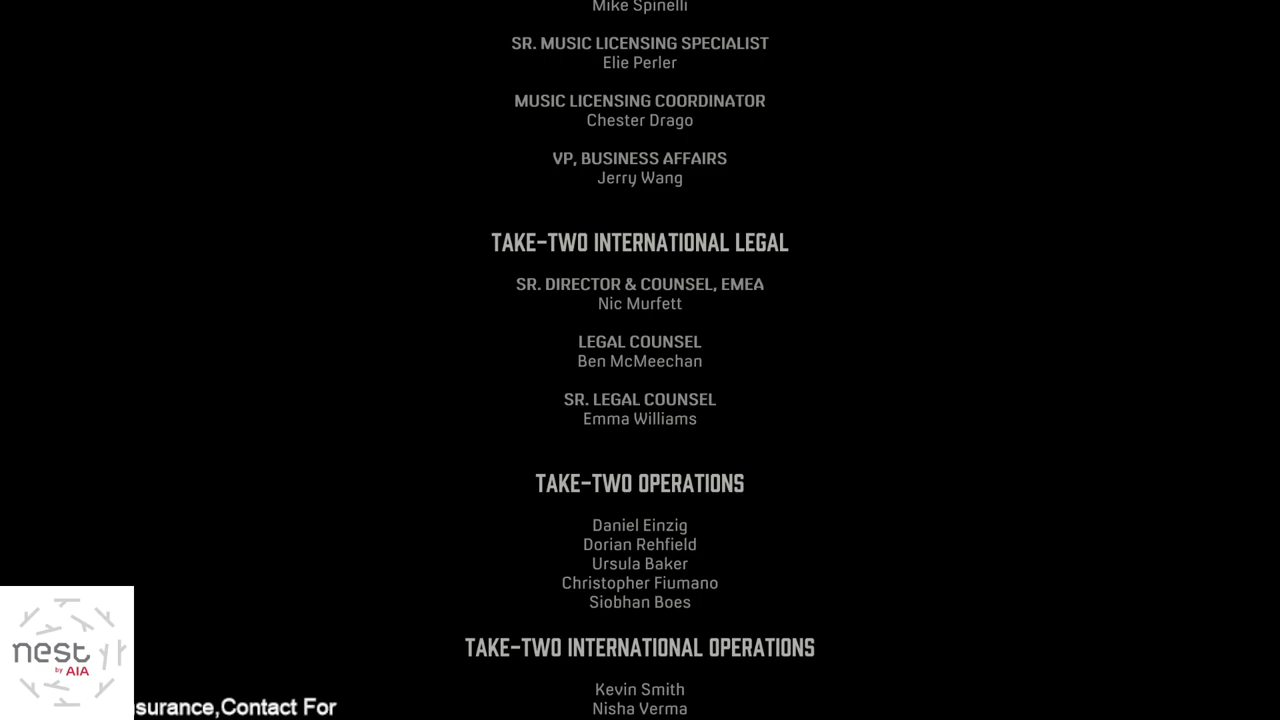 Mike Spinelli
SR. MUSIC LICENSING SPECIALIST
Elie Perler
MUSIC LICENSING COORDINATOR
Chester Drago
VP, BUSINESS AFFAIRS
Jerry Wang
TAKE-TWO INTERNATIONAL LEGAL
SR. DIRECTOR & COUNSEL, EMEA
Nic Murfett
LEGAL COUNSEL
Ben McMeechan
SR. LEGAL COUNSEL
Emma Williams
TAKE-TWO OPERATIONS
Daniel Einzig
Dorian Rehfield
Ursula Baker
Christopher Fiumano
Siobhan Boes
TAKE-TWO INTERNATIONAL OPERATIONS
Kevin Smith
Nisha Verma
nest
by AIA
surance,Contact For